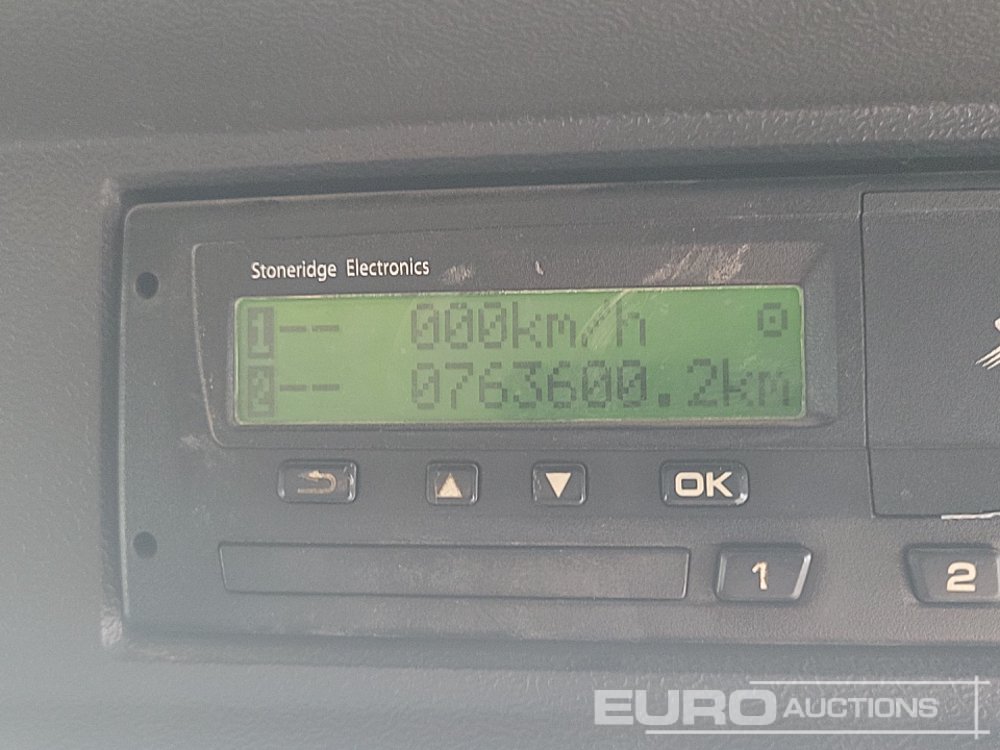 Stoneridge Electronics
1-- 000km/h
2-- 0763600.2km
OK
1 2
EURO AUCTIONS